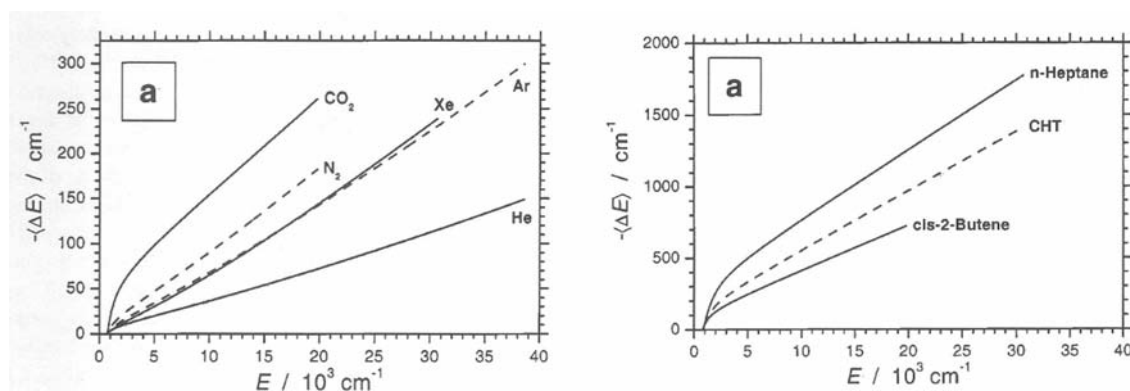 a
300
250
200
150
100
50
0
-⟨ΔE⟩ / cm⁻¹
CO₂
N₂
Xe
Ar
He
0 5 10 15 20 25 30 35 40
E / 10³ cm⁻¹
a
2000
1500
1000
500
0
-⟨ΔE⟩ / cm⁻¹
n-Heptane
CHT
cis-2-Butene
0 5 10 15 20 25 30 35 40
E / 10³ cm⁻¹